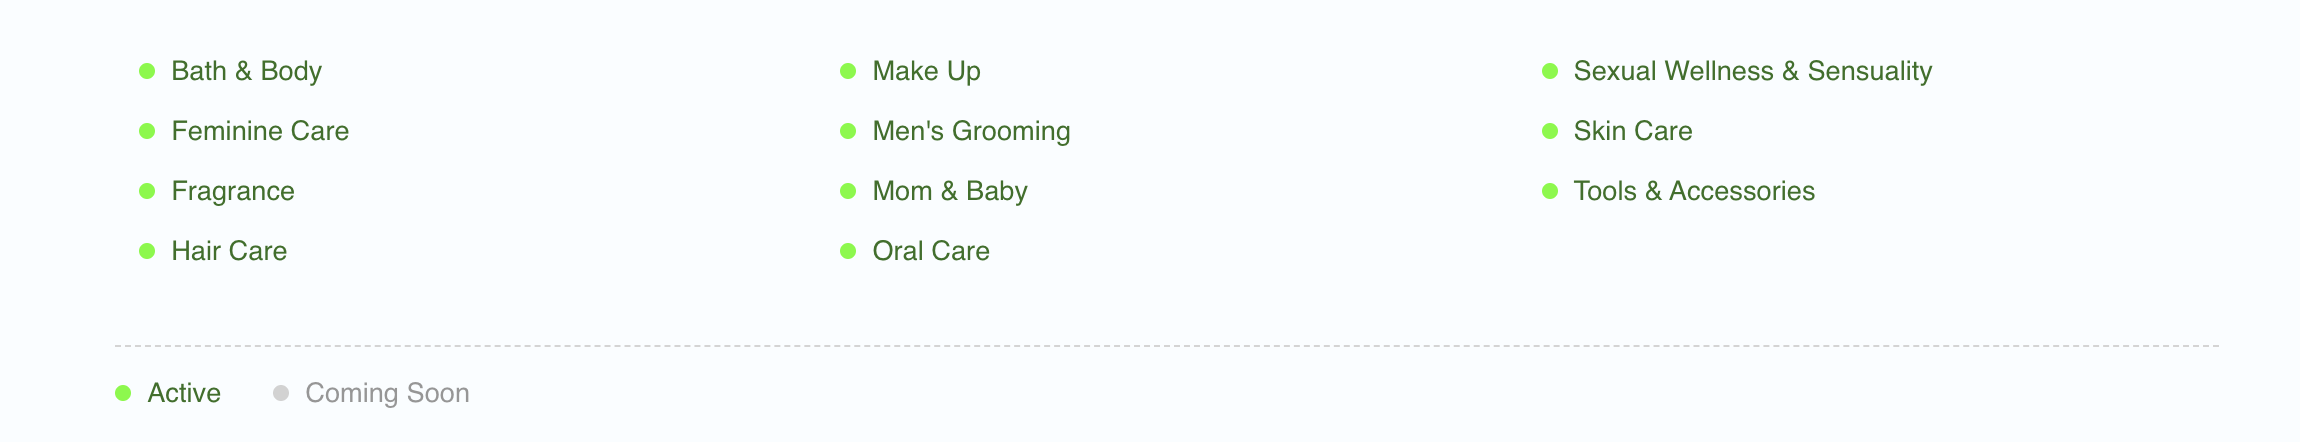 Bath & Body
Feminine Care
Fragrance
Hair Care
Make Up
Men's Grooming
Mom & Baby
Oral Care
Sexual Wellness & Sensuality
Skin Care
Tools & Accessories
Active
Coming Soon